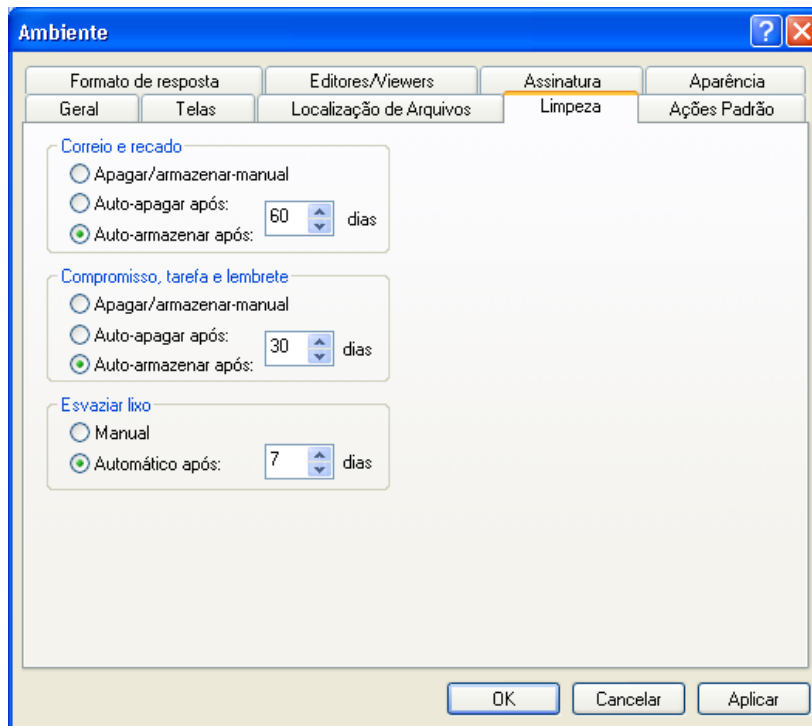 Ambiente
Formato de resposta Editores/Viewers Assinatura Aparência
Geral Telas Localização de Arquivos Limpeza Ações Padrão
Correio e recado
Apagar/armazenar-manual
Auto-apagar após:
60 dias
Auto-armazenar após:
Compromisso, tarefa e lembrete
Apagar/armazenar-manual
Auto-apagar após:
30 dias
Auto-armazenar após:
Esvaziar lixo
Manual
Automático após: 7 dias
OK Cancelar Aplicar